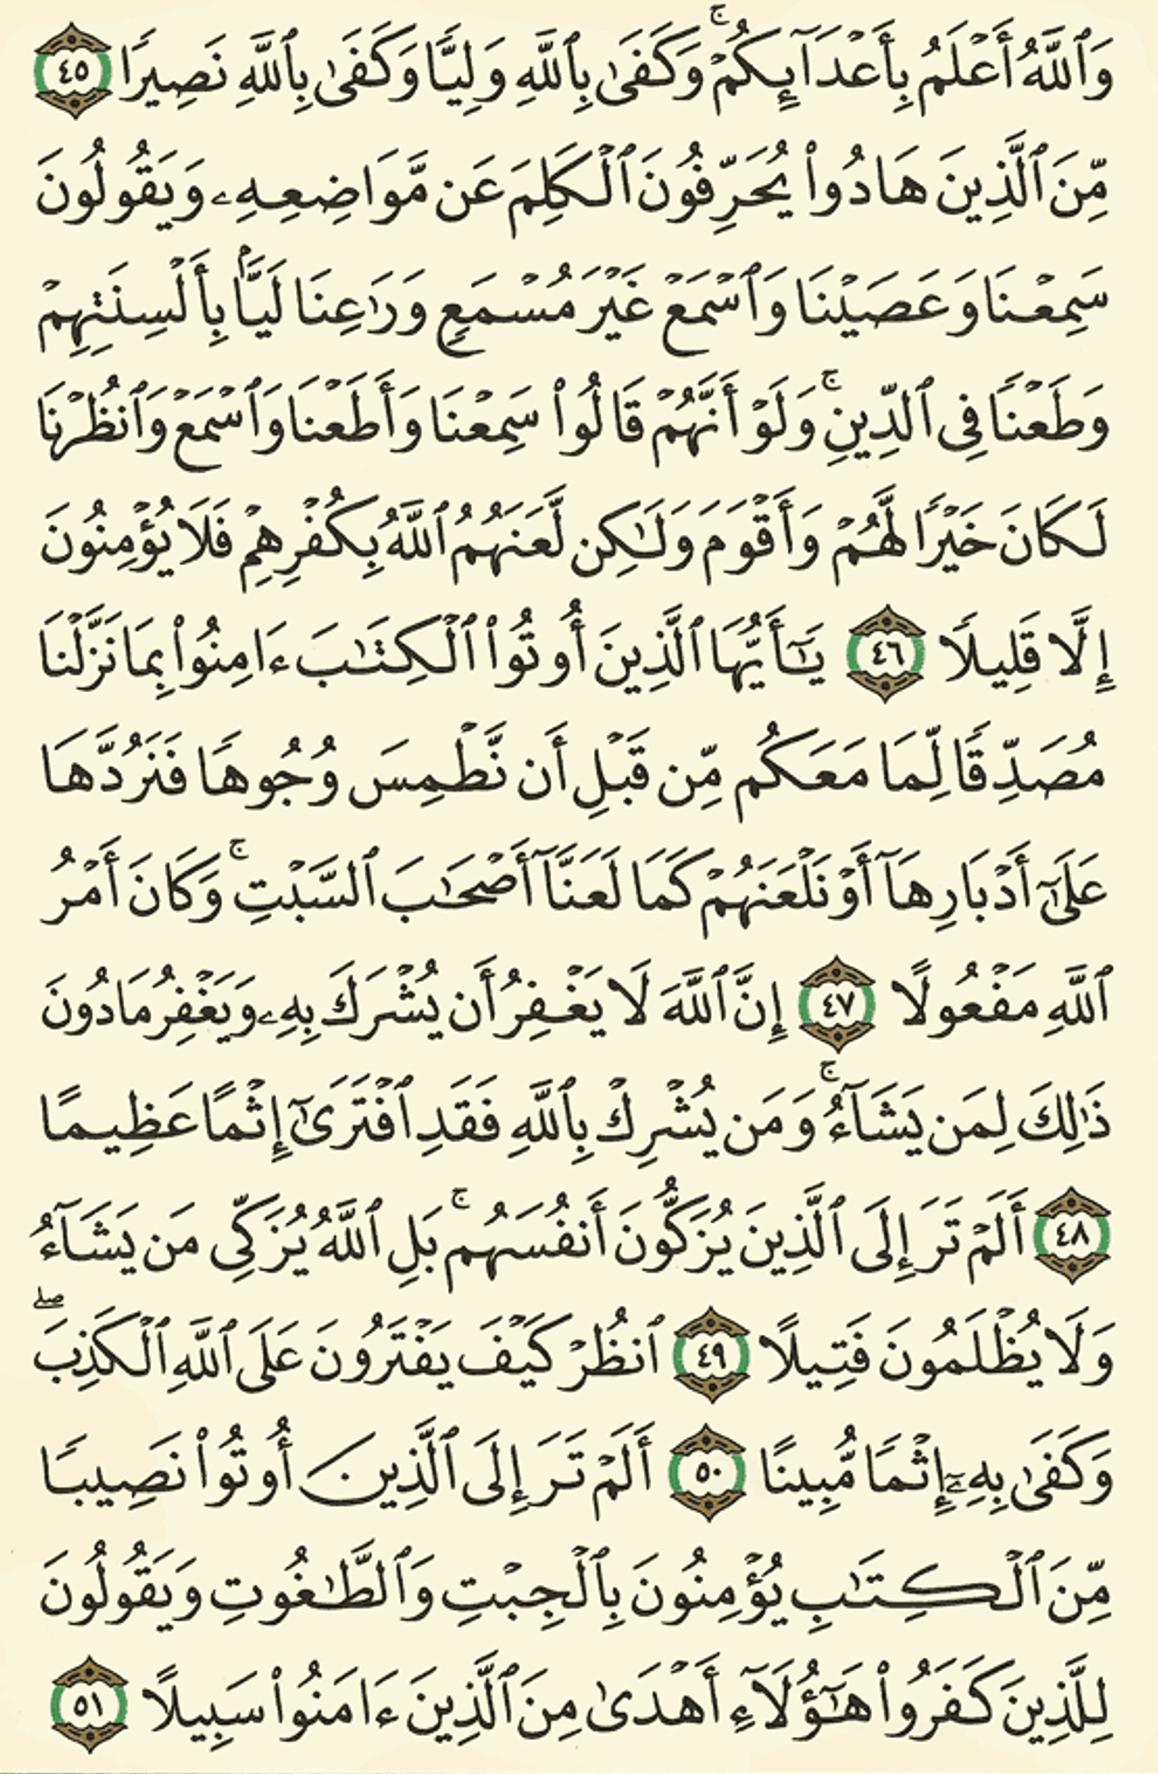 وَٱللَّهُ أَعْلَمُ بِأَعْدَآئِكُمْ ۚ وَكَفَىٰ بِٱللَّهِ وَلِيًّا وَكَفَىٰ بِٱللَّهِ نَصِيرًا ٤٥
مِّنَ ٱلَّذِينَ هَادُوا۟ يُحَرِّفُونَ ٱلْكَلِمَ عَن مَّوَاضِعِهِۦ وَيَقُولُونَ
سَمِعْنَا وَعَصَيْنَا وَٱسْمَعْ غَيْرَ مُسْمَعٍ وَرَٰعِنَا لَيًّۢا بِأَلْسِنَتِهِمْ
وَطَعْنًا فِى ٱلدِّينِ ۚ وَلَوْ أَنَّهُمْ قَالُوا۟ سَمِعْنَا وَأَطَعْنَا وَٱسْمَعْ وَٱنظُرْنَا
لَكَانَ خَيْرًا لَّهُمْ وَأَقْوَمَ وَلَـٰكِن لَّعَنَهُمُ ٱللَّهُ بِكُفْرِهِمْ فَلَا يُؤْمِنُونَ
إِلَّا قَلِيلًا ٤٦ يَـٰٓأَيُّهَا ٱلَّذِينَ أُوتُوا۟ ٱلْكِتَـٰبَ ءَامِنُوا۟ بِمَا نَزَّلْنَا
مُصَدِّقًا لِّمَا مَعَكُم مِّن قَبْلِ أَن نَّطْمِسَ وُجُوهًا فَنَرُدَّهَا
عَلَىٰٓ أَدْبَارِهَآ أَوْ نَلْعَنَهُمْ كَمَا لَعَنَّآ أَصْحَـٰبَ ٱلسَّبْتِ ۚ وَكَانَ أَمْرُ
ٱللَّهِ مَفْعُولًا ٤٧ إِنَّ ٱللَّهَ لَا يَغْفِرُ أَن يُشْرَكَ بِهِۦ وَيَغْفِرُ مَا دُونَ
ذَٰلِكَ لِمَن يَشَآءُ ۚ وَمَن يُشْرِكْ بِٱللَّهِ فَقَدِ ٱفْتَرَىٰٓ إِثْمًا عَظِيمًا
٤٨ أَلَمْ تَرَ إِلَى ٱلَّذِينَ يُزَكُّونَ أَنفُسَهُم ۚ بَلِ ٱللَّهُ يُزَكِّى مَن يَشَآءُ
وَلَا يُظْلَمُونَ فَتِيلًا ٤٩ ٱنظُرْ كَيْفَ يَفْتَرُونَ عَلَى ٱللَّهِ ٱلْكَذِبَ ۖ
وَكَفَىٰ بِهِۦٓ إِثْمًا مُّبِينًا ٥٠ أَلَمْ تَرَ إِلَى ٱلَّذِينَ أُوتُوا۟ نَصِيبًا
مِّنَ ٱلْكِتَـٰبِ يُؤْمِنُونَ بِٱلْجِبْتِ وَٱلطَّـٰغُوتِ وَيَقُولُونَ
لِلَّذِينَ كَفَرُوا۟ هَـٰٓؤُلَآءِ أَهْدَىٰ مِنَ ٱلَّذِينَ ءَامَنُوا۟ سَبِيلًا ٥١